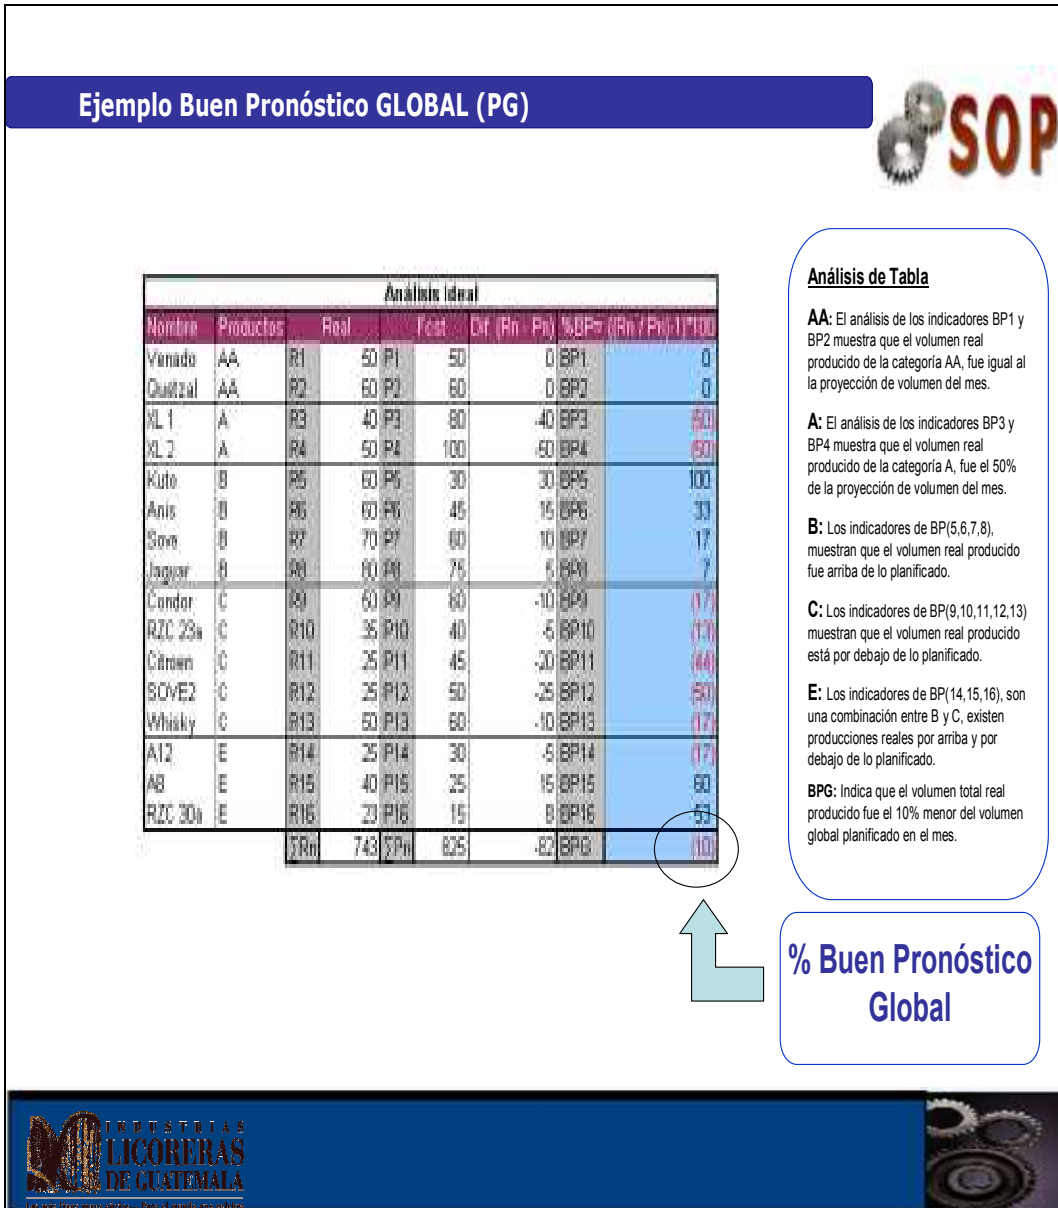 Ejemplo Buen Pronóstico GLOBAL (PG)
SOP
Análisis ideal
Nombre Productos Real Fcst Dif. (Rn - Pn) %BP= ((Rn / Pn)-1)*100
Venado AA R1 50 P1 50 0 BP1 0
Quetzal AA R2 60 P2 60 0 BP2 0
XL 1 A R3 40 P3 80 -40 BP3 (50)
XL 2 A R4 50 P4 100 -50 BP4 (50)
Kuto B R5 60 P5 30 30 BP5 100
Anis B R6 60 P6 45 15 BP6 33
Sove B R7 70 P7 60 10 BP7 17
Jaguar B R8 80 P8 75 5 BP8 7
Condor C R9 50 P9 60 -10 BP9 (17)
RZC 23a C R10 35 P10 40 -5 BP10 (13)
C R11 25 P11 45 -20 BP11 (44)
SOVE2 C R12 25 P12 50 -25 BP12 (50)
Whisky C R13 50 P13 60 -10 BP13 (17)
A12 E R14 25 P14 30 -5 BP14 (17)
A8 E R15 40 P15 25 15 BP15 60
RZC 30a E R16 23 P16 15 8 BP16 53
∑Rn 743 ∑Pn 825 -82 BPG (10)
Análisis de Tabla
AA: El análisis de los indicadores BP1 y
BP2 muestra que el volumen real
producido de la categoría AA, fue igual al
la proyección de volumen del mes.
A: El análisis de los indicadores BP3 y
BP4 muestra que el volumen real
producido de la categoría A, fue el 50%
de la proyección de volumen del mes.
B: Los indicadores de BP(5,6,7,8),
muestran que el volumen real producido
fue arriba de lo planificado.
C: Los indicadores de BP(9,10,11,12,13)
muestran que el volumen real producido
está por debajo de lo planificado.
E: Los indicadores de BP(14,15,16), son
una combinación entre B y C, existen
producciones reales por arriba y por
debajo de lo planificado.
BPG: Indica que el volumen total real
producido fue el 10% menor del volumen
global planificado en el mes.
% Buen Pronóstico
Global
INDUSTRIAS
LICORERAS
DE GUATEMALA